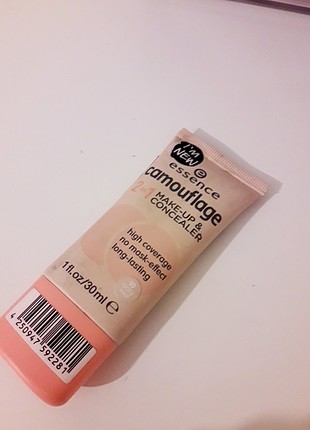 I'M
NEW
essence
camouflage
2in1
MAKE-UP &
CONCEALER
high coverage
no mask-effect
long-lasting
1 fl.oz/30ml e
4 250947 592281